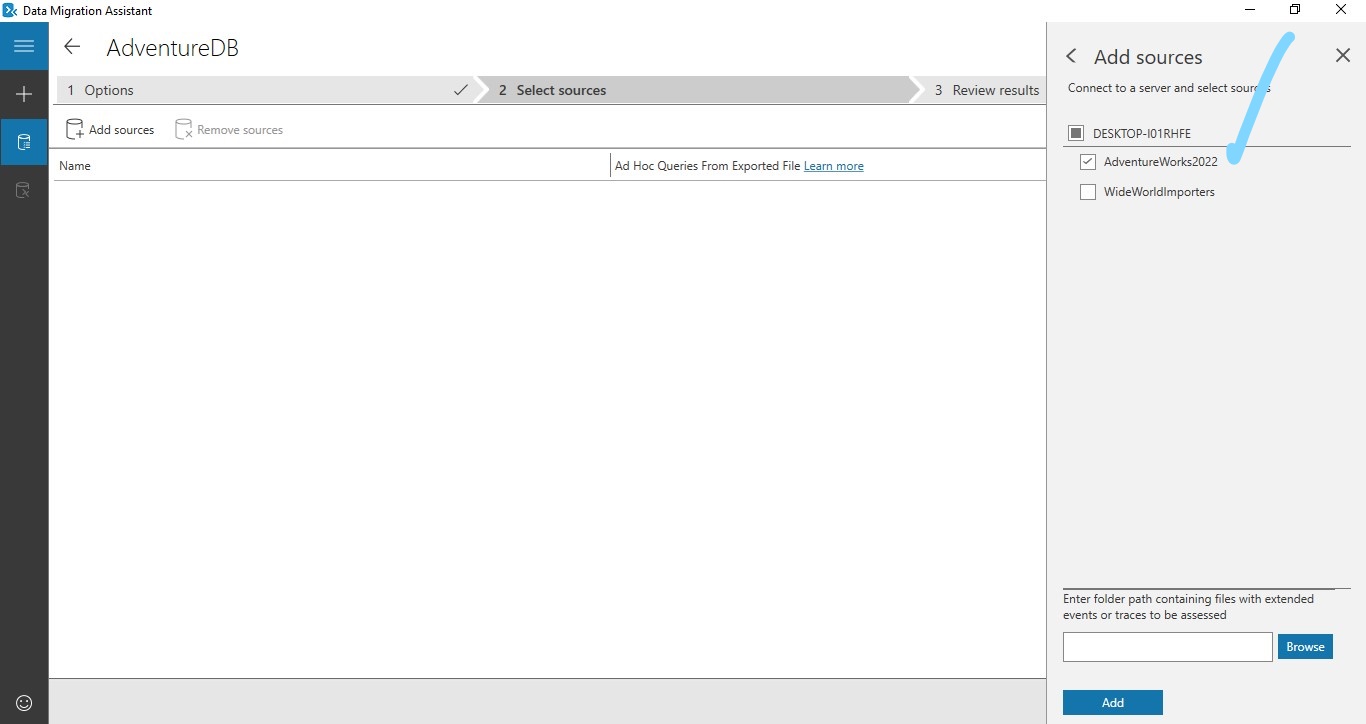 Data Migration Assistant
AdventureDB
1 Options
2 Select sources
3 Review results
Add sources
Remove sources
Name
Ad Hoc Queries From Exported File Learn more
Add sources
Connect to a server and select sources
DESKTOP-I01RHFE
AdventureWorks2022
WideWorldImporters
Enter folder path containing files with extended
events or traces to be assessed
Browse
Add